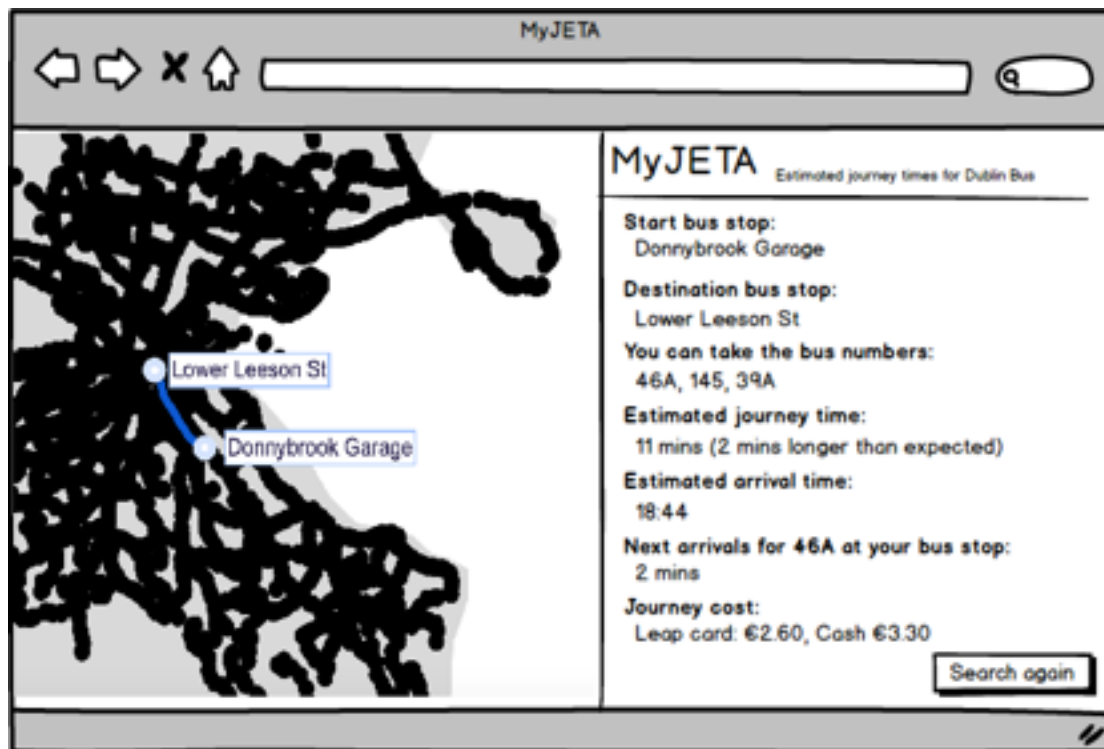 MyJETA
MyJETA Estimated journey times for Dublin Bus
Start bus stop:
Donnybrook Garage
Destination bus stop:
Lower Leeson St
You can take the bus numbers:
46A, 145, 39A
Estimated journey time:
11 mins (2 mins longer than expected)
Estimated arrival time:
18:44
Next arrivals for 46A at your bus stop:
2 mins
Journey cost:
Leap card: €2.60, Cash €3.30
Search again
Lower Leeson St
Donnybrook Garage